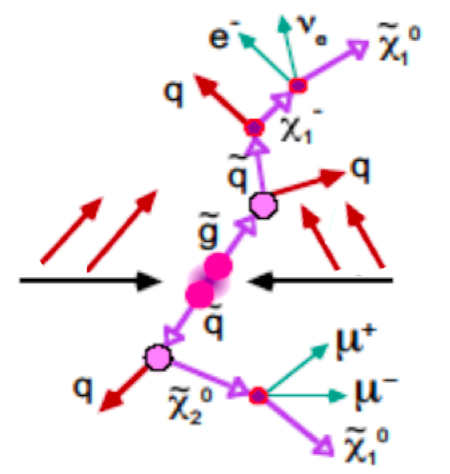 e⁻ νₑ χ̃₁⁰
q
χ₁⁻
q̃ q
g̃
q̃
μ⁺
q χ̃₂⁰ μ⁻
χ̃₁⁰